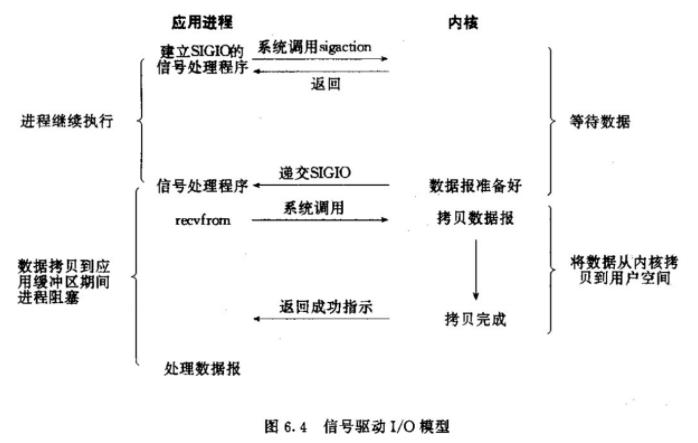 应用进程
内核
建立SIGIO的
信号处理程序
系统调用sigaction
返回
进程继续执行
等待数据
信号处理程序
递交SIGIO
数据报准备好
recvfrom
系统调用
拷贝数据报
数据拷贝到应
用缓冲区期间
进程阻塞
将数据从内核拷
贝到用户空间
返回成功指示
拷贝完成
处理数据报
图 6.4 信号驱动 I/O 模型